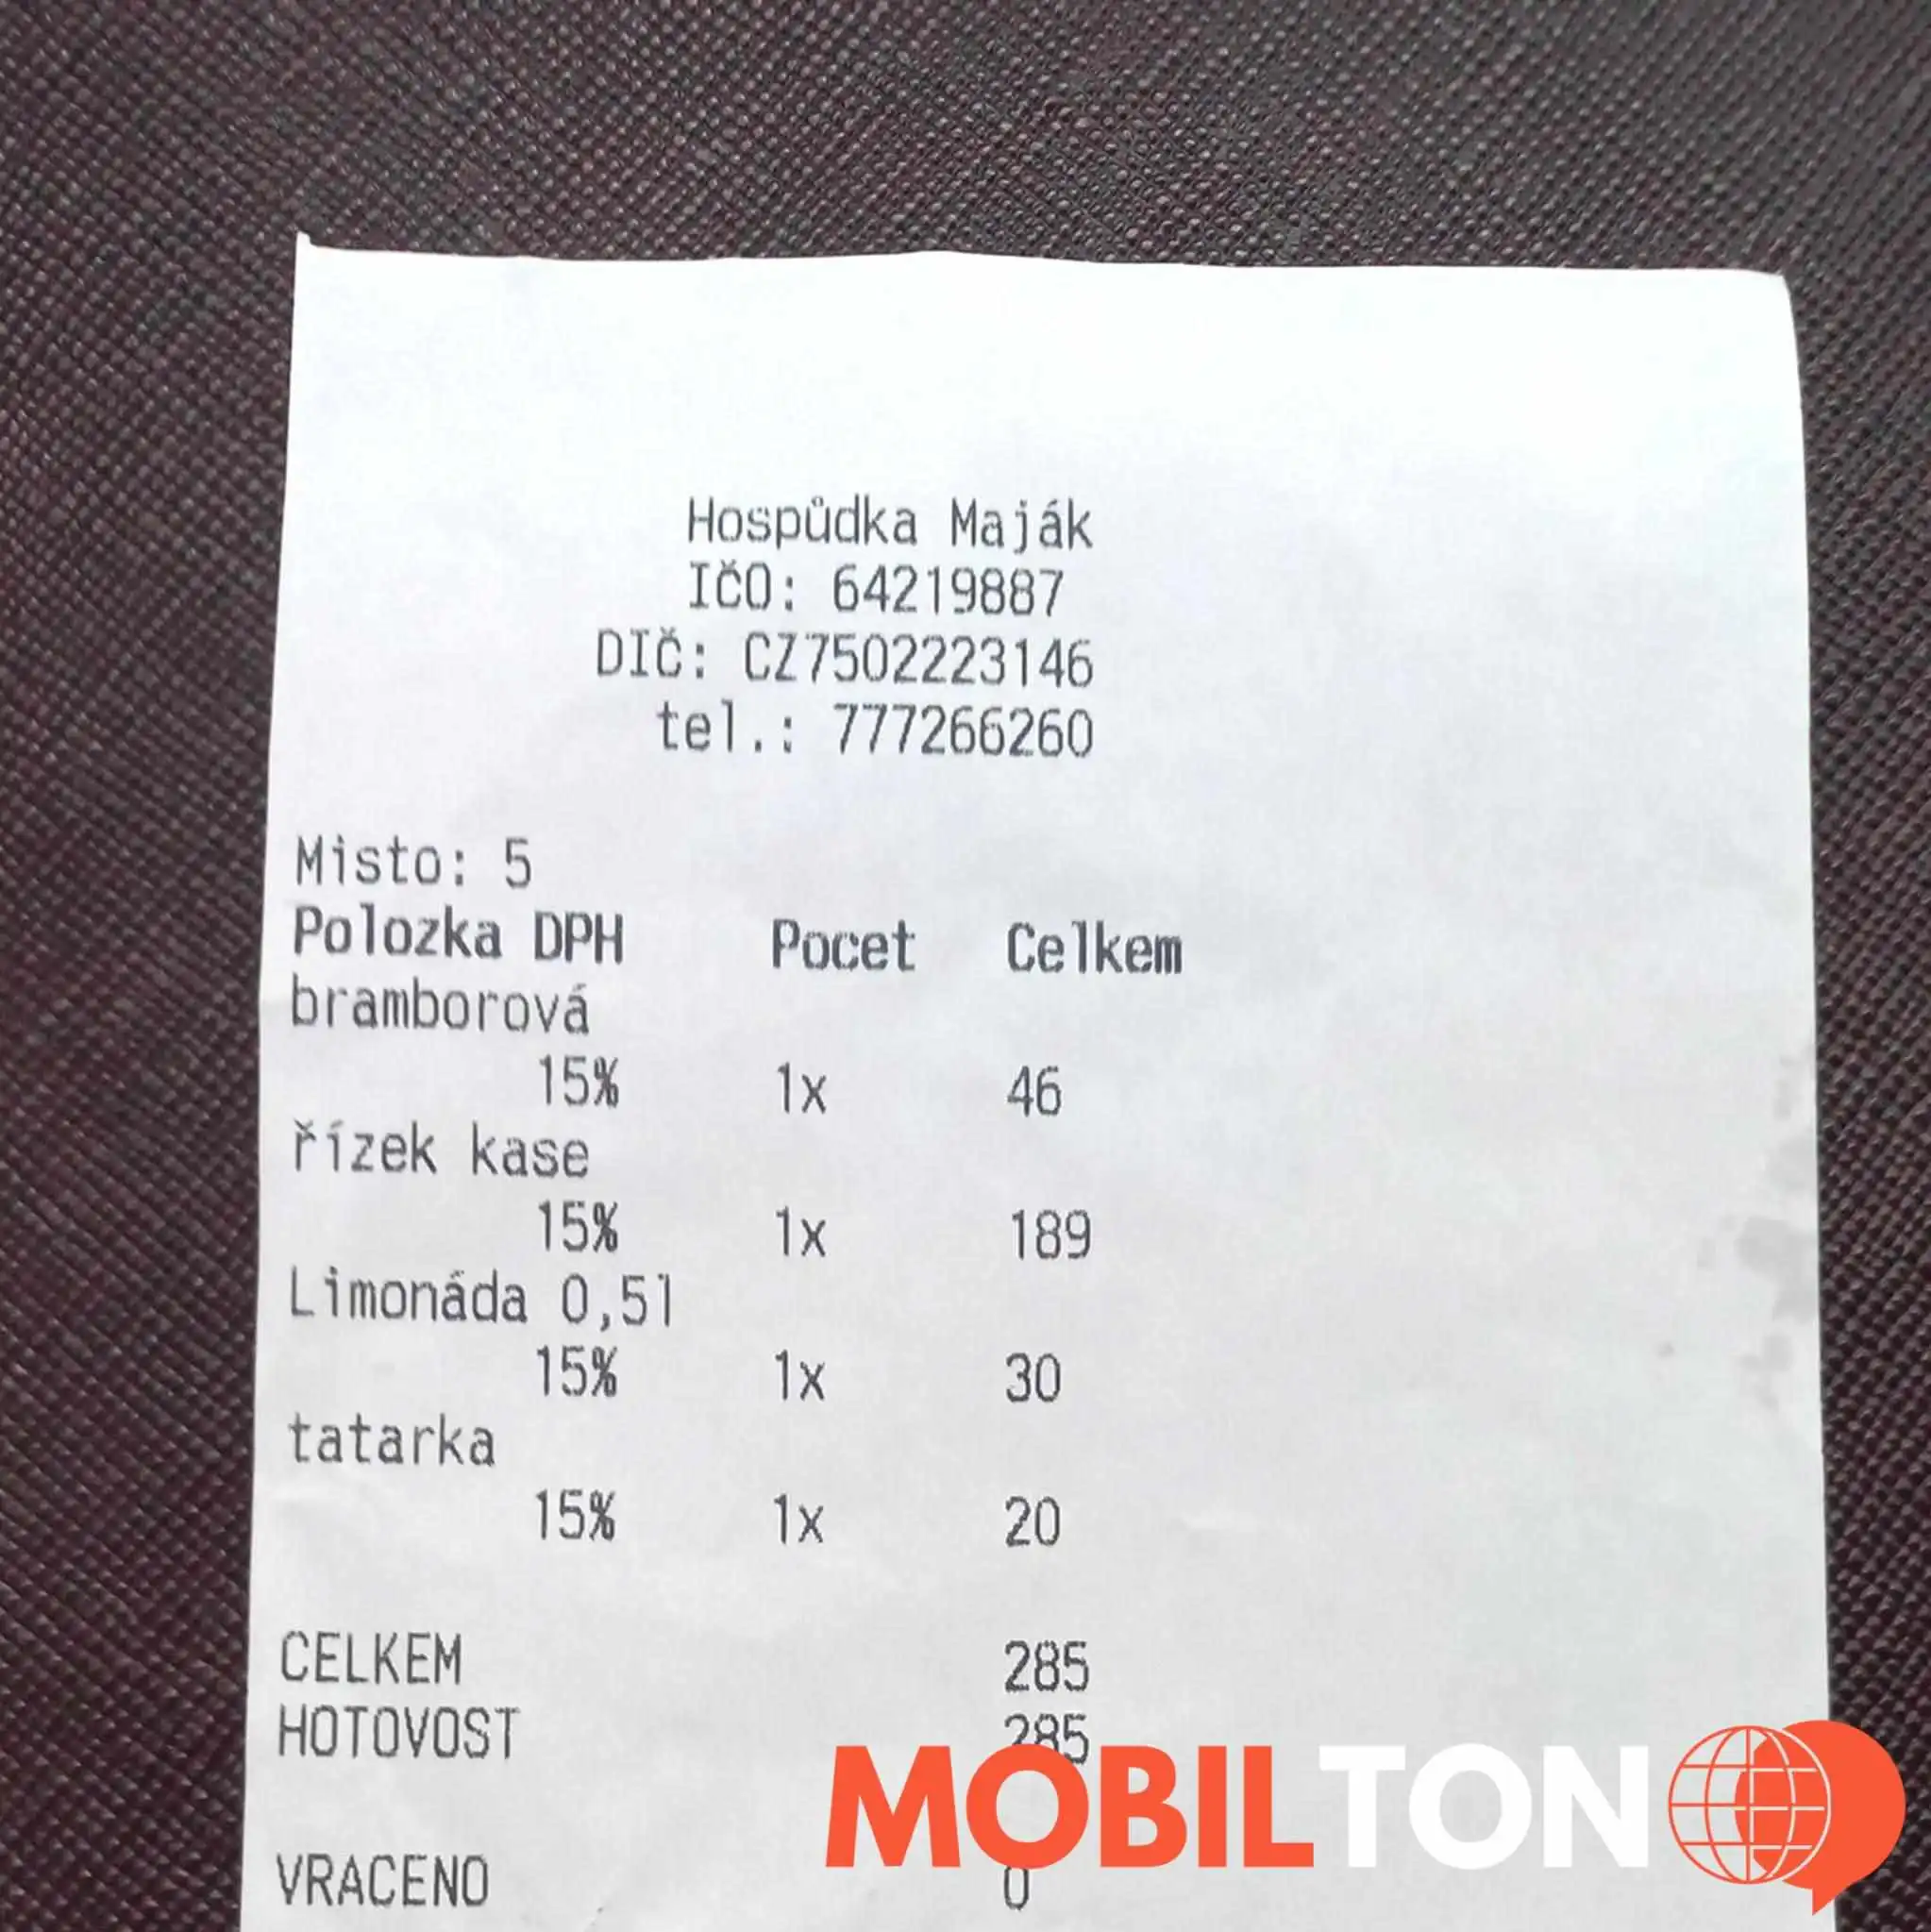 Hospůdka Maják
IČO: 64219887
DIČ: CZ7502223146
tel.: 777266260
Misto: 5
Polozka DPH Pocet Celkem
bramborová
15% 1x 46
řízek kase
15% 1x 189
Limonáda 0,5l
15% 1x 30
tatarka
15% 1x 20
CELKEM 285
HOTOVOST 285
MOBILTON
VRACENO 0